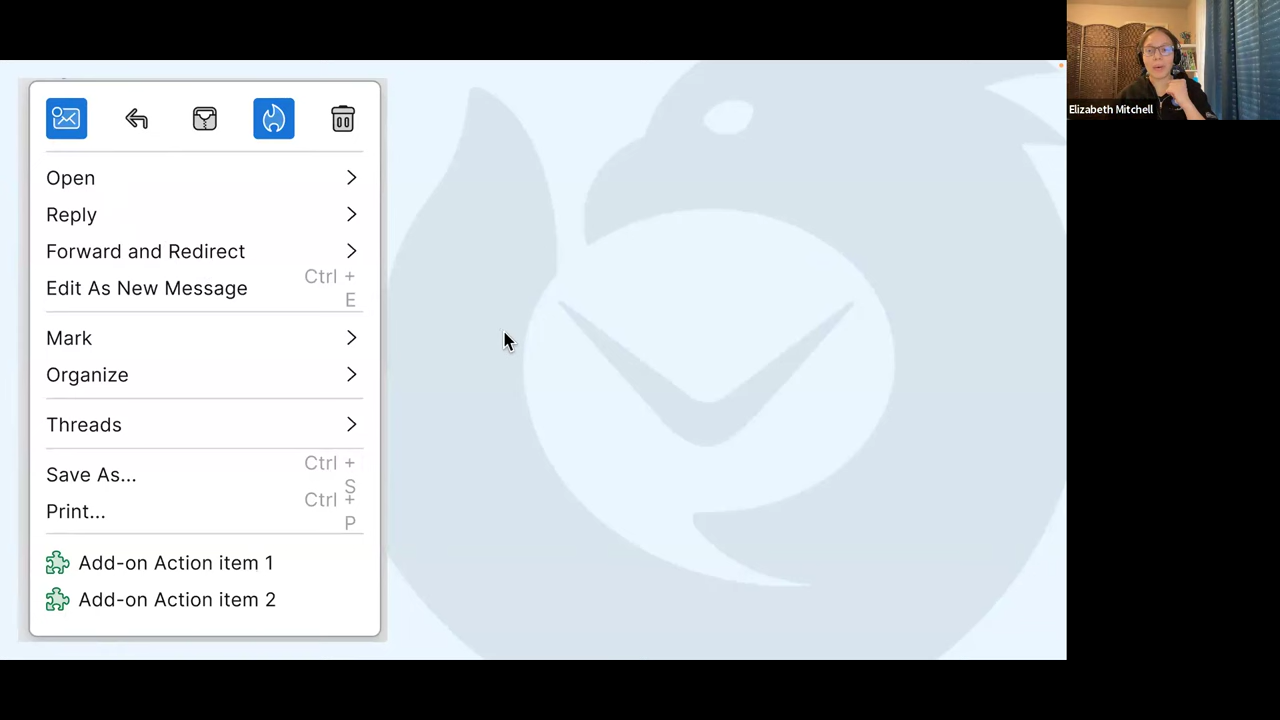 Elizabeth Mitchell
Open
Reply
Forward and Redirect
Edit As New Message Ctrl + E
Mark
Organize
Threads
Save As... Ctrl + S
Print... Ctrl + P
Add-on Action item 1
Add-on Action item 2